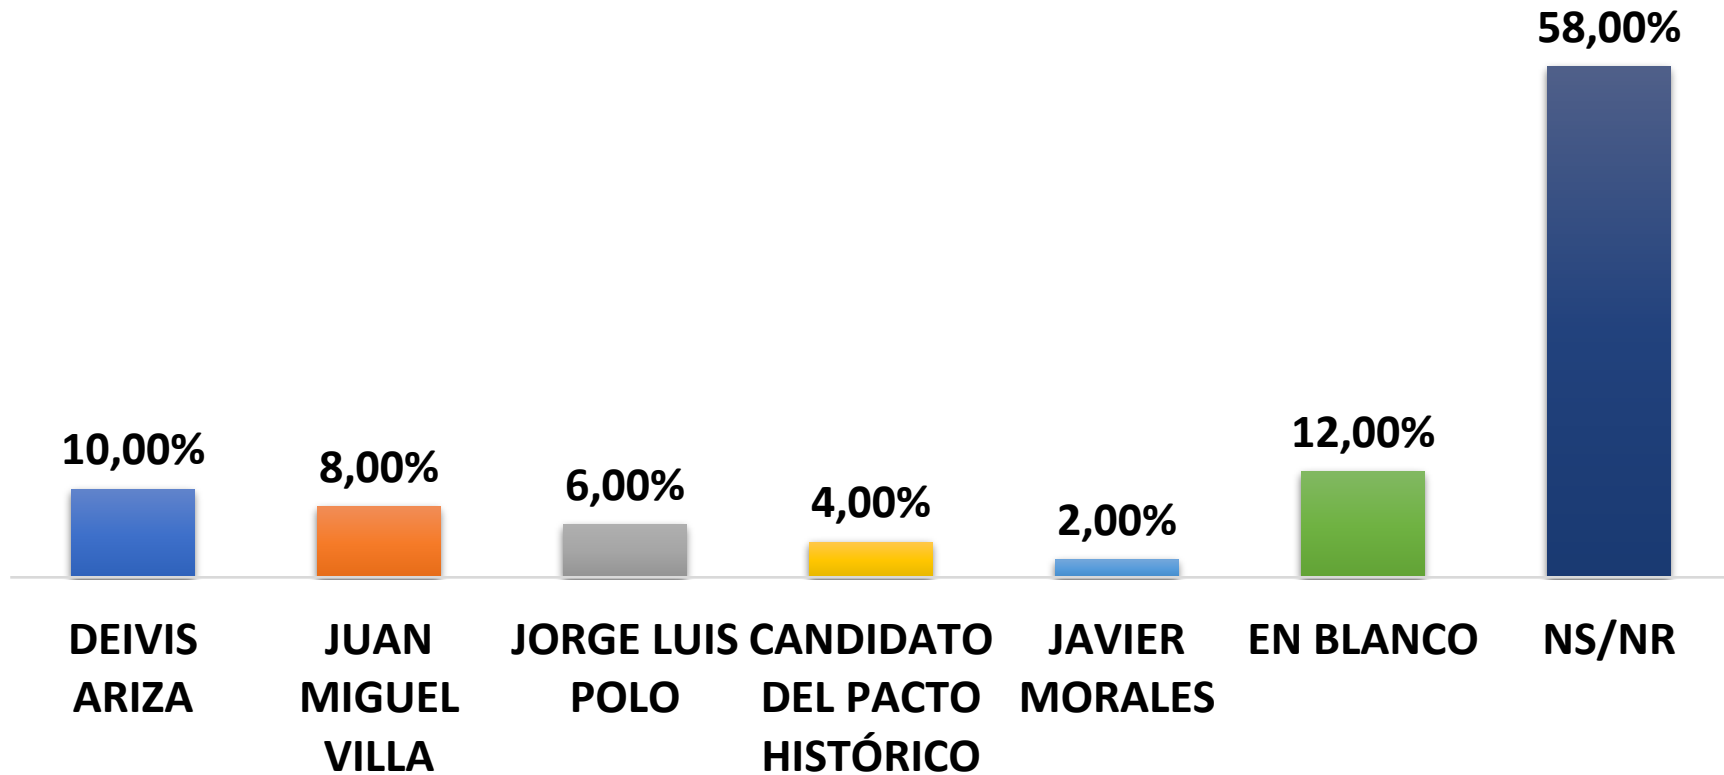 58,00%
10,00%
8,00%
6,00%
4,00%
2,00%
12,00%
DEIVIS
ARIZA
JUAN
MIGUEL
VILLA
JORGE LUIS
POLO
CANDIDATO
DEL PACTO
HISTÓRICO
JAVIER
MORALES
EN BLANCO
NS/NR